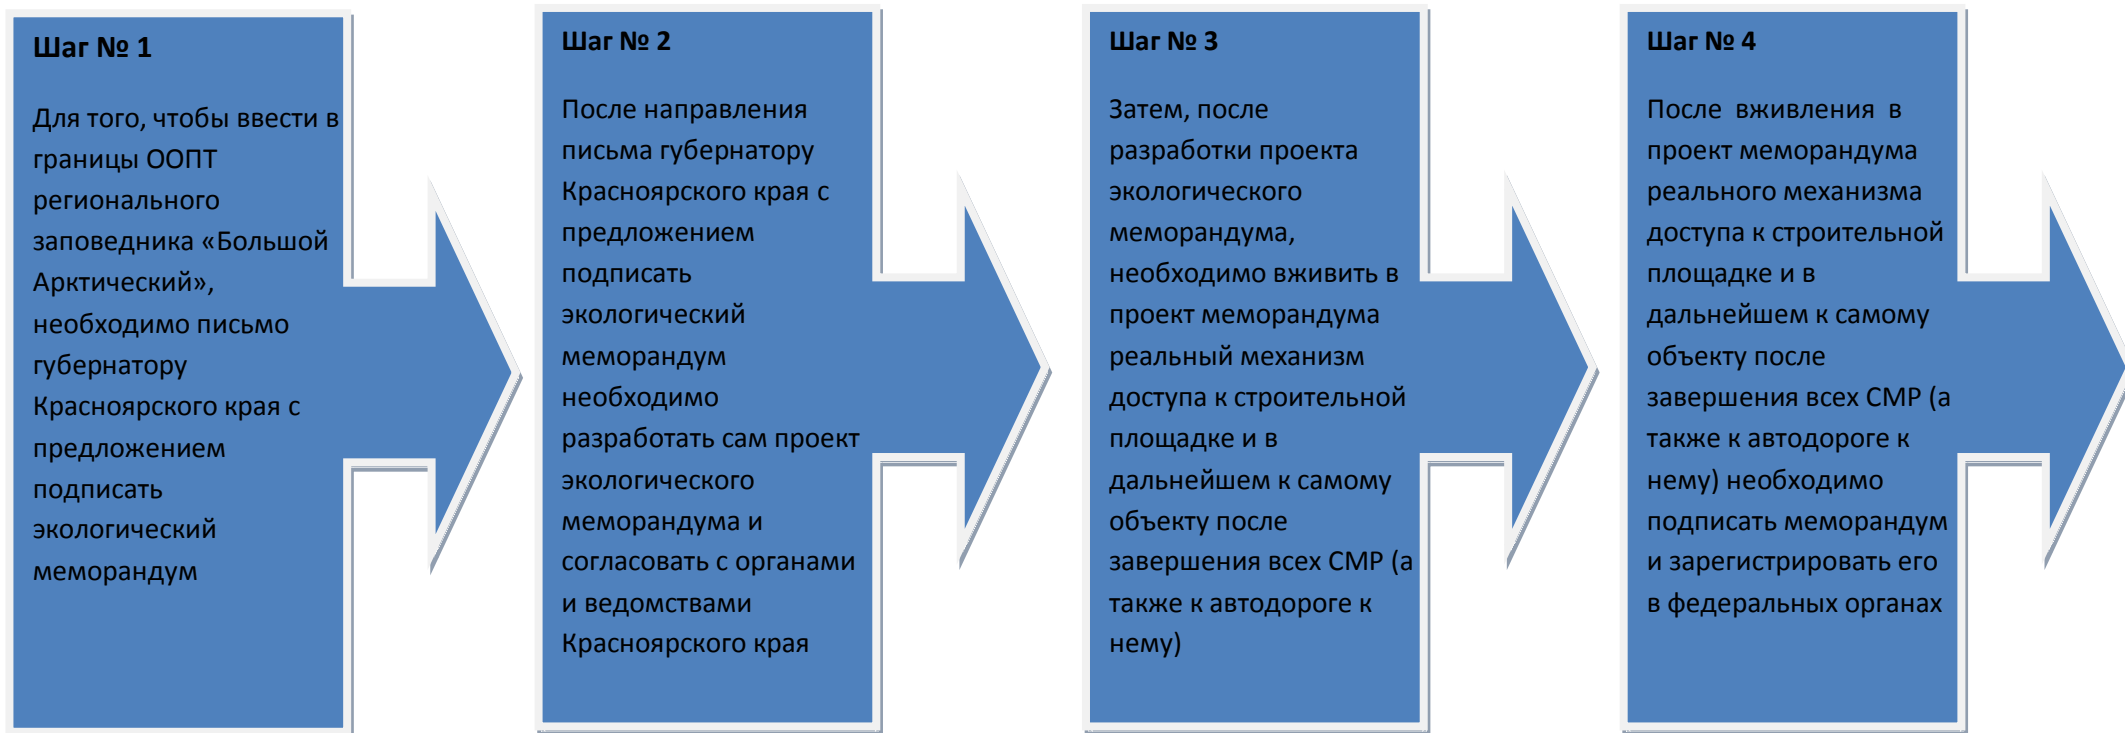 Шаг № 1
Для того, чтобы ввести в
границы ООПТ
регионального
заповедника «Большой
Арктический»,
необходимо письмо
губернатору
Красноярского края с
предложением
подписать
экологический
меморандум
Шаг № 2
После направления
письма губернатору
Красноярского края с
предложением
подписать
экологический
меморандум
необходимо
разработать сам проект
экологического
меморандума и
согласовать с органами
и ведомствами
Красноярского края
Шаг № 3
Затем, после
разработки проекта
экологического
меморандума,
необходимо вживить в
проект меморандума
реальный механизм
доступа к строительной
площадке и в
дальнейшем к самому
объекту после
завершения всех СМР (а
также к автодороге к
нему)
Шаг № 4
После вживления в
проект меморандума
реального механизма
доступа к строительной
площадке и в
дальнейшем к самому
объекту после
завершения всех СМР (а
также к автодороге к
нему) необходимо
подписать меморандум
и зарегистрировать его
в федеральных органах